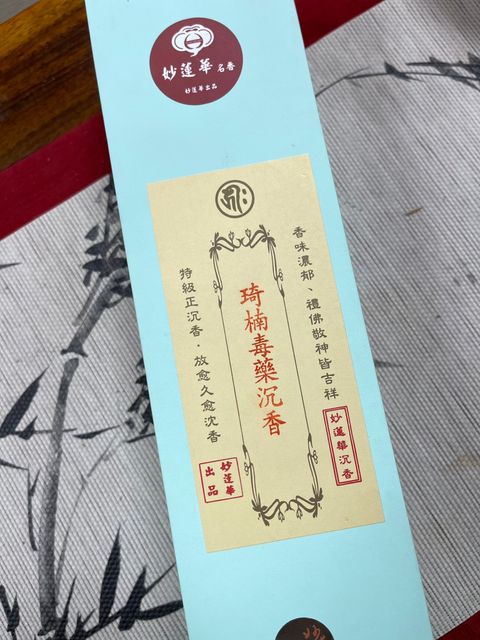 妙蓮華名香
妙蓮華出品
香味濃郁、禮佛敬神皆吉祥
琦楠毒藥沉香
特級正沉香．放愈久愈沈香
妙蓮華沉香
妙蓮華
出品